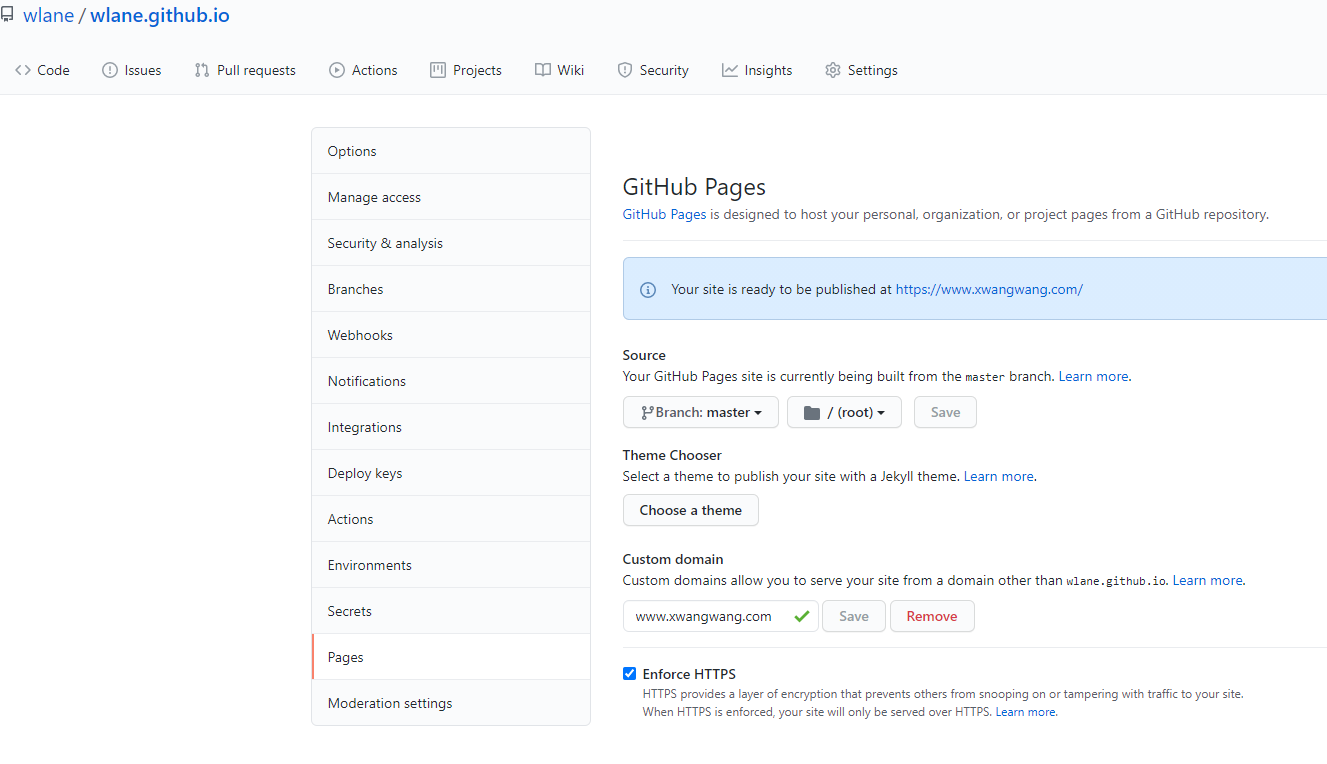 wlane / wlane.github.io
Code Issues Pull requests Actions Projects Wiki Security Insights Settings
Options
Manage access
Security & analysis
Branches
Webhooks
Notifications
Integrations
Deploy keys
Actions
Environments
Secrets
Pages
Moderation settings
GitHub Pages
GitHub Pages is designed to host your personal, organization, or project pages from a GitHub repository.
Your site is ready to be published at https://www.xwangwang.com/
Source
Your GitHub Pages site is currently being built from the master branch. Learn more.
Branch: master / (root) Save
Theme Chooser
Select a theme to publish your site with a Jekyll theme. Learn more.
Choose a theme
Custom domain
Custom domains allow you to serve your site from a domain other than wlane.github.io. Learn more.
www.xwangwang.com Save Remove
Enforce HTTPS
HTTPS provides a layer of encryption that prevents others from snooping on or tampering with traffic to your site.
When HTTPS is enforced, your site will only be served over HTTPS. Learn more.